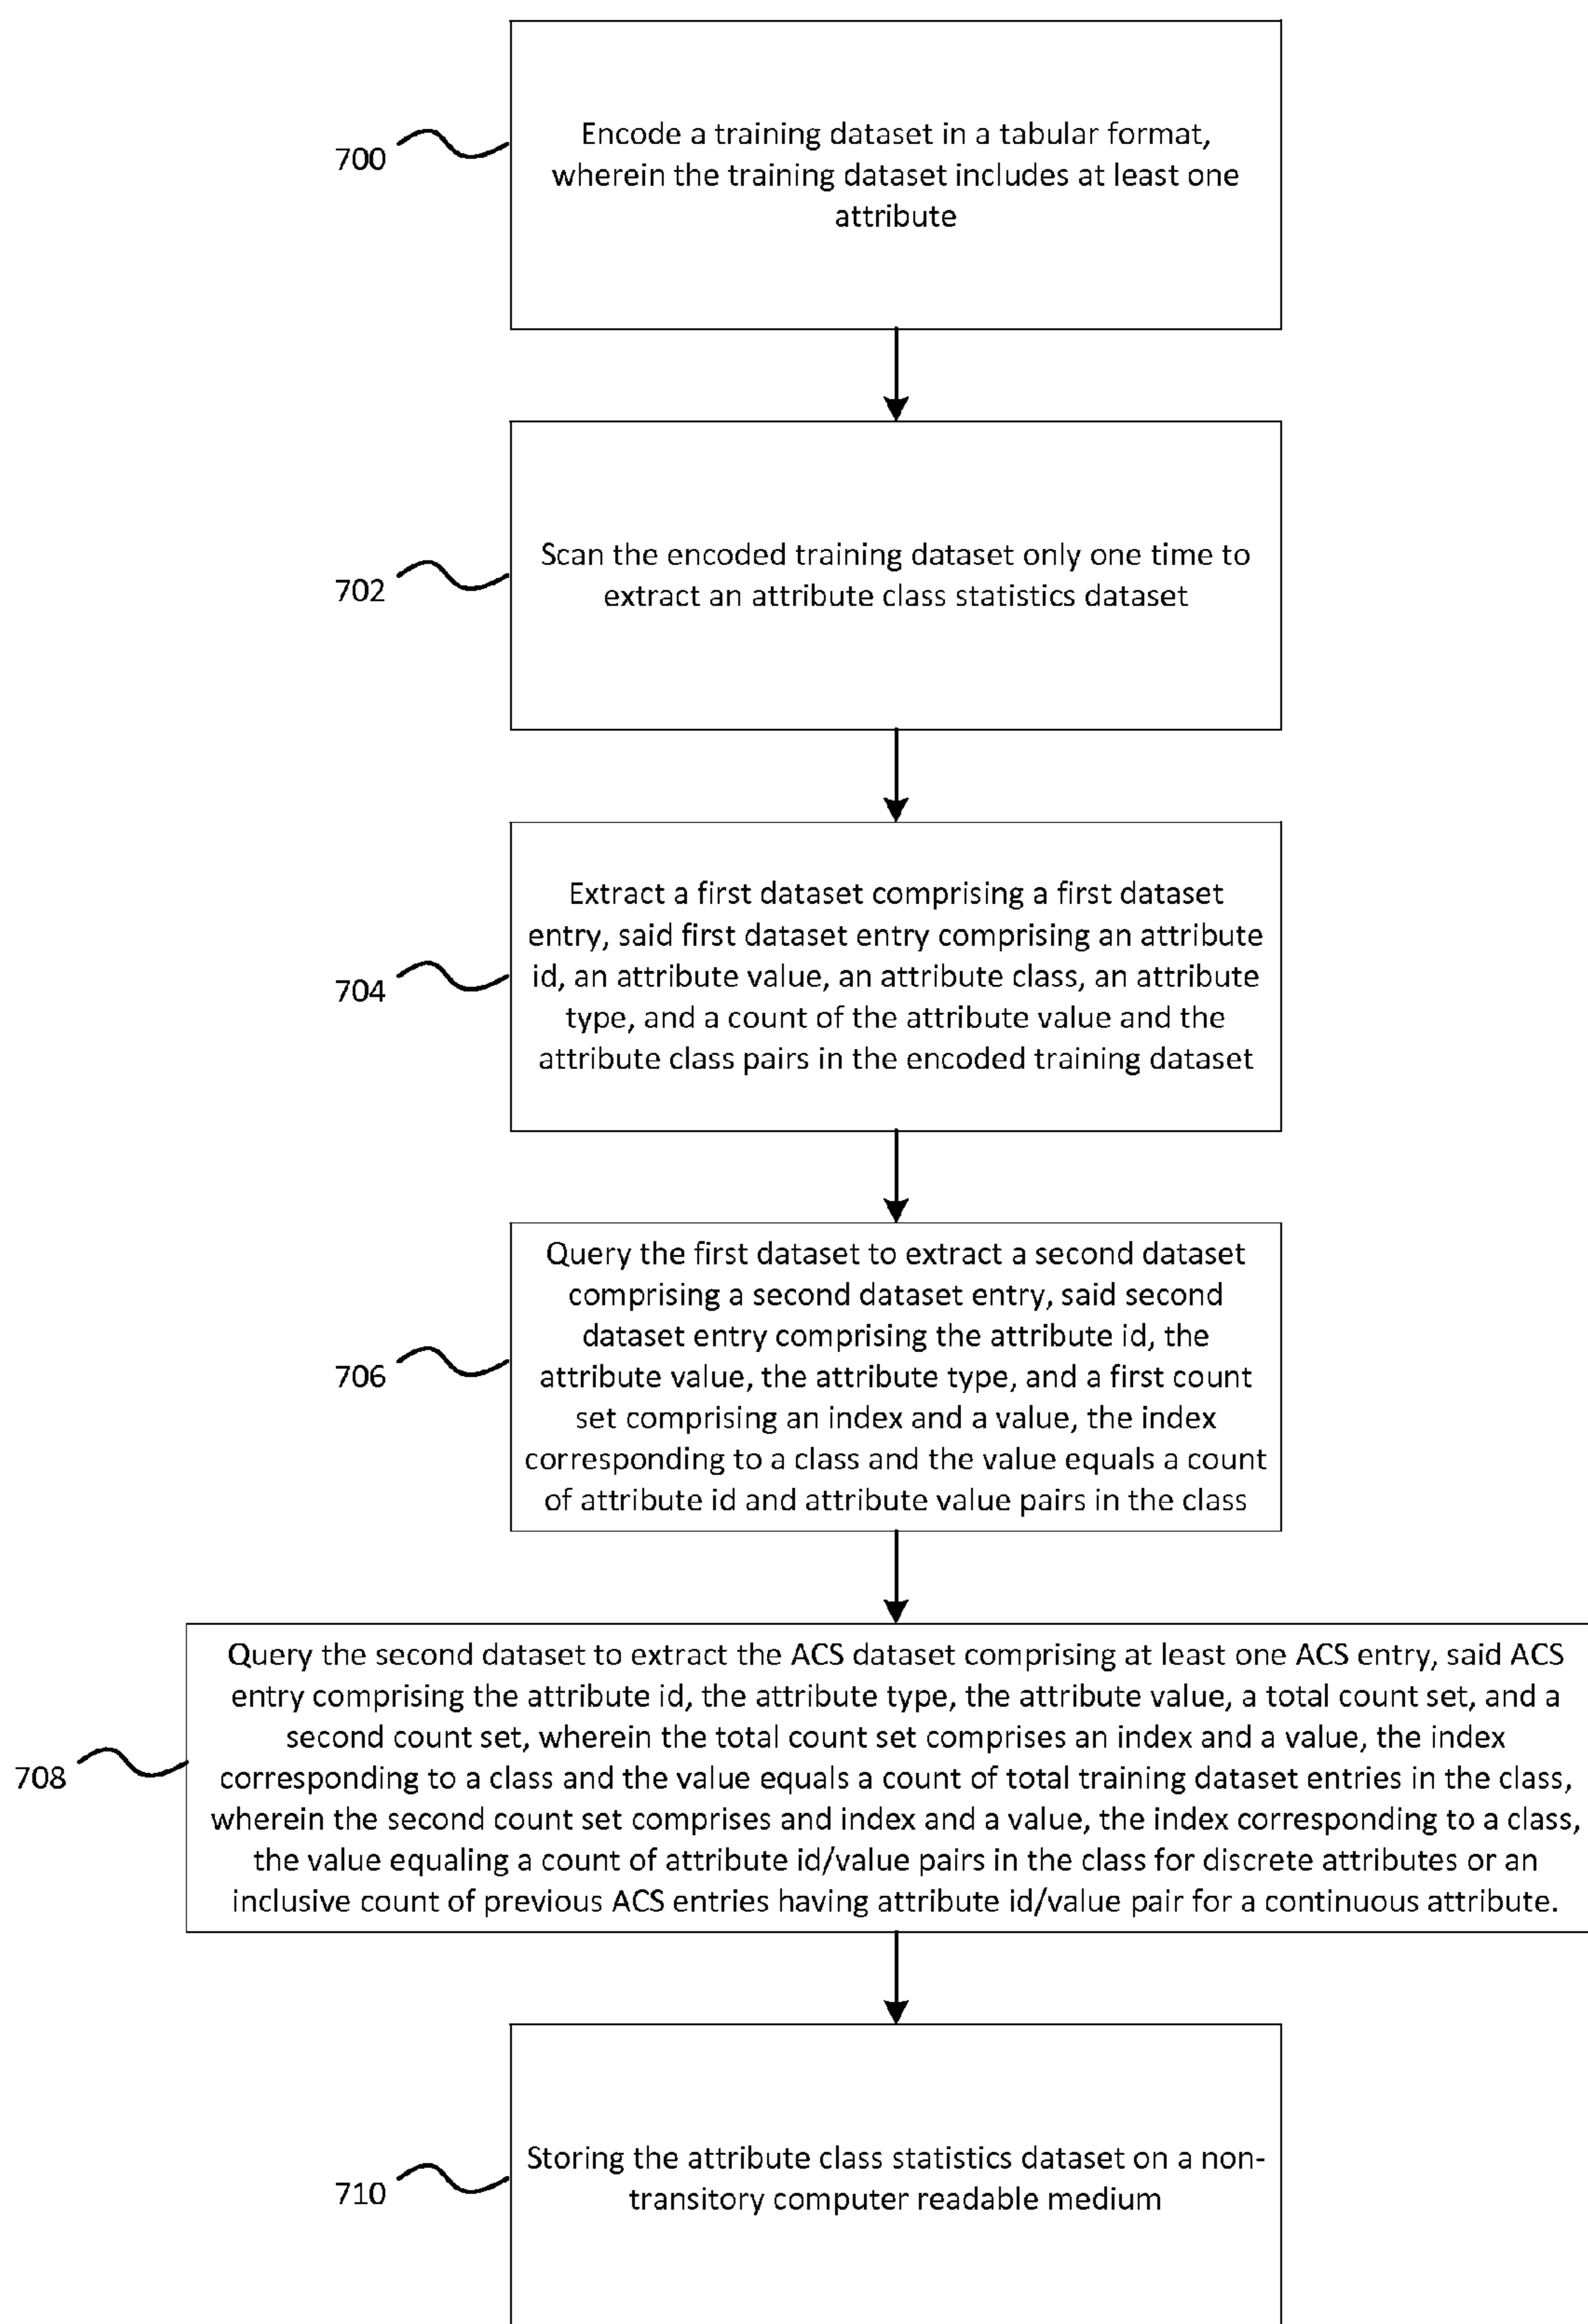 Encode a training dataset in a tabular format,
wherein the training dataset includes at least one
attribute
700
Scan the encoded training dataset only one time to
extract an attribute class statistics dataset
702
Extract a first dataset comprising a first dataset
entry, said first dataset entry comprising an attribute
id, an attribute value, an attribute class, an attribute
type, and a count of the attribute value and the
attribute class pairs in the encoded training dataset
704
Query the first dataset to extract a second dataset
comprising a second dataset entry, said second
dataset entry comprising the attribute id, the
attribute value, the attribute type, and a first count
set comprising an index and a value, the index
corresponding to a class and the value equals a count
of attribute id and attribute value pairs in the class
706
Query the second dataset to extract the ACS dataset comprising at least one ACS entry, said ACS
entry comprising the attribute id, the attribute type, the attribute value, a total count set, and a
second count set, wherein the total count set comprises an index and a value, the index
corresponding to a class and the value equals a count of total training dataset entries in the class,
wherein the second count set comprises and index and a value, the index corresponding to a class,
the value equaling a count of attribute id/value pairs in the class for discrete attributes or an
inclusive count of previous ACS entries having attribute id/value pair for a continuous attribute.
708
Storing the attribute class statistics dataset on a non-
transitory computer readable medium
710